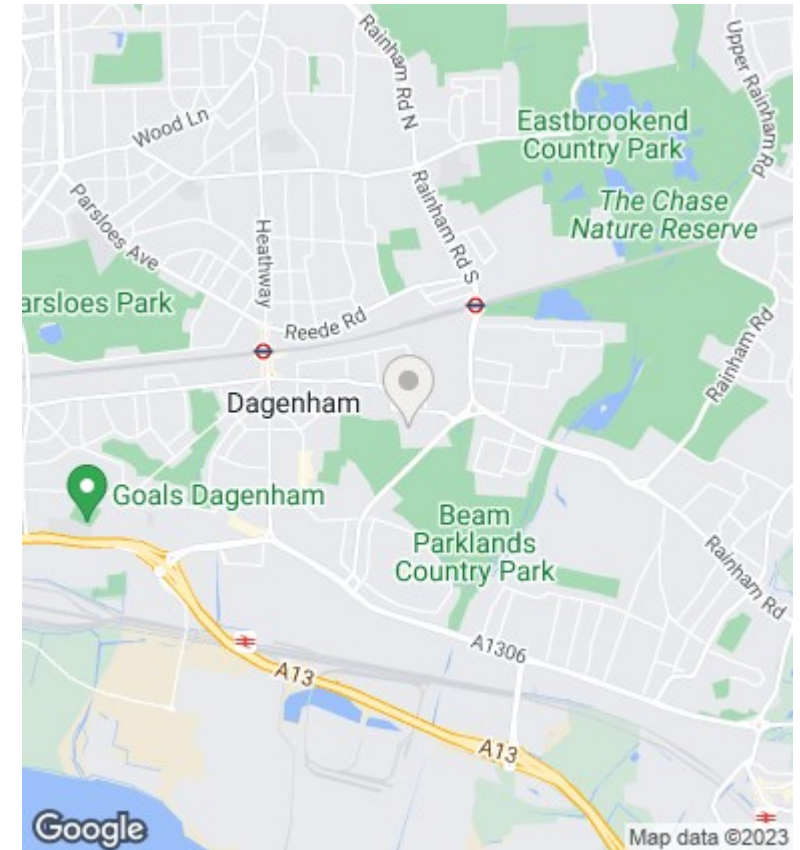 Rainham Rd N
Upper Rainham Rd
Wood Ln
Eastbrookend
Country Park
Parsloes Ave
Heathway
Rainham Rd S
The Chase
Nature Reserve
arsloes Park
Reede Rd
Rainham Rd
Dagenham
Goals Dagenham
Beam
Parklands
Country Park
Rainham Rd
A1306
A13
A13
Google
Map data ©2023